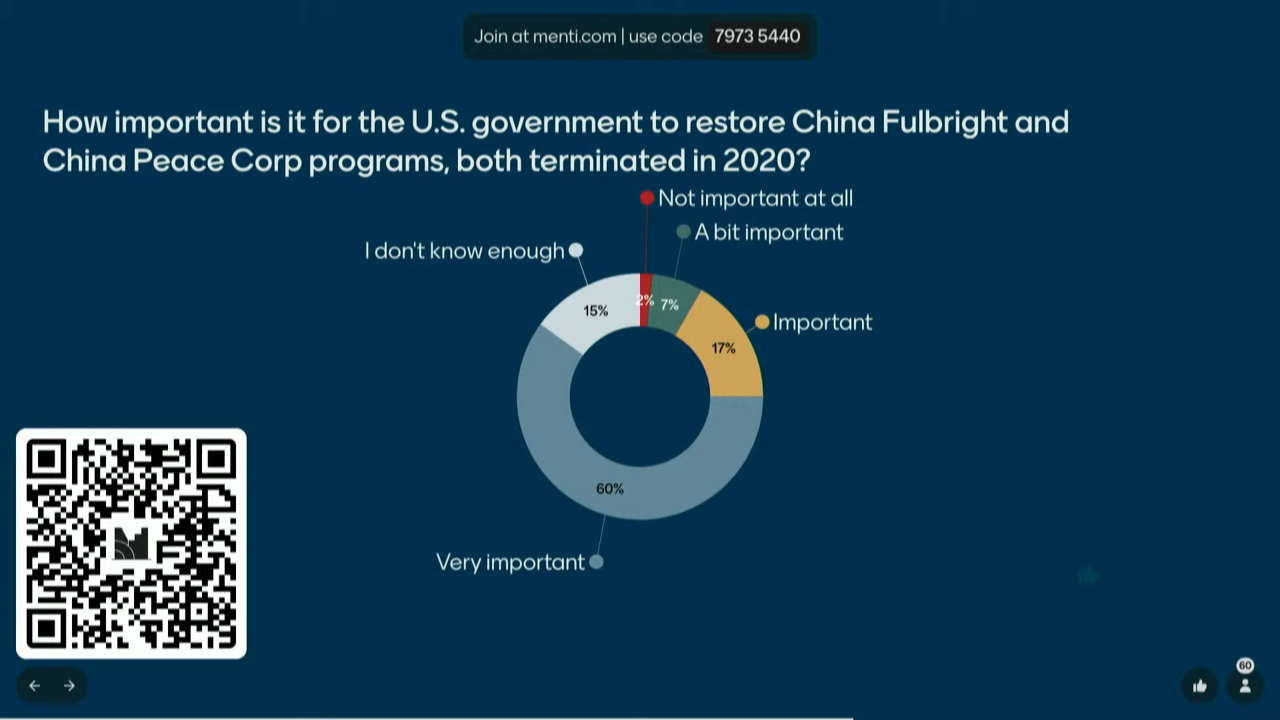 Join at menti.com | use code 7973 5440
How important is it for the U.S. government to restore China Fulbright and
China Peace Corp programs, both terminated in 2020?
Not important at all
A bit important
I don't know enough
2%
7%
15%
Important
17%
60%
Very important
60